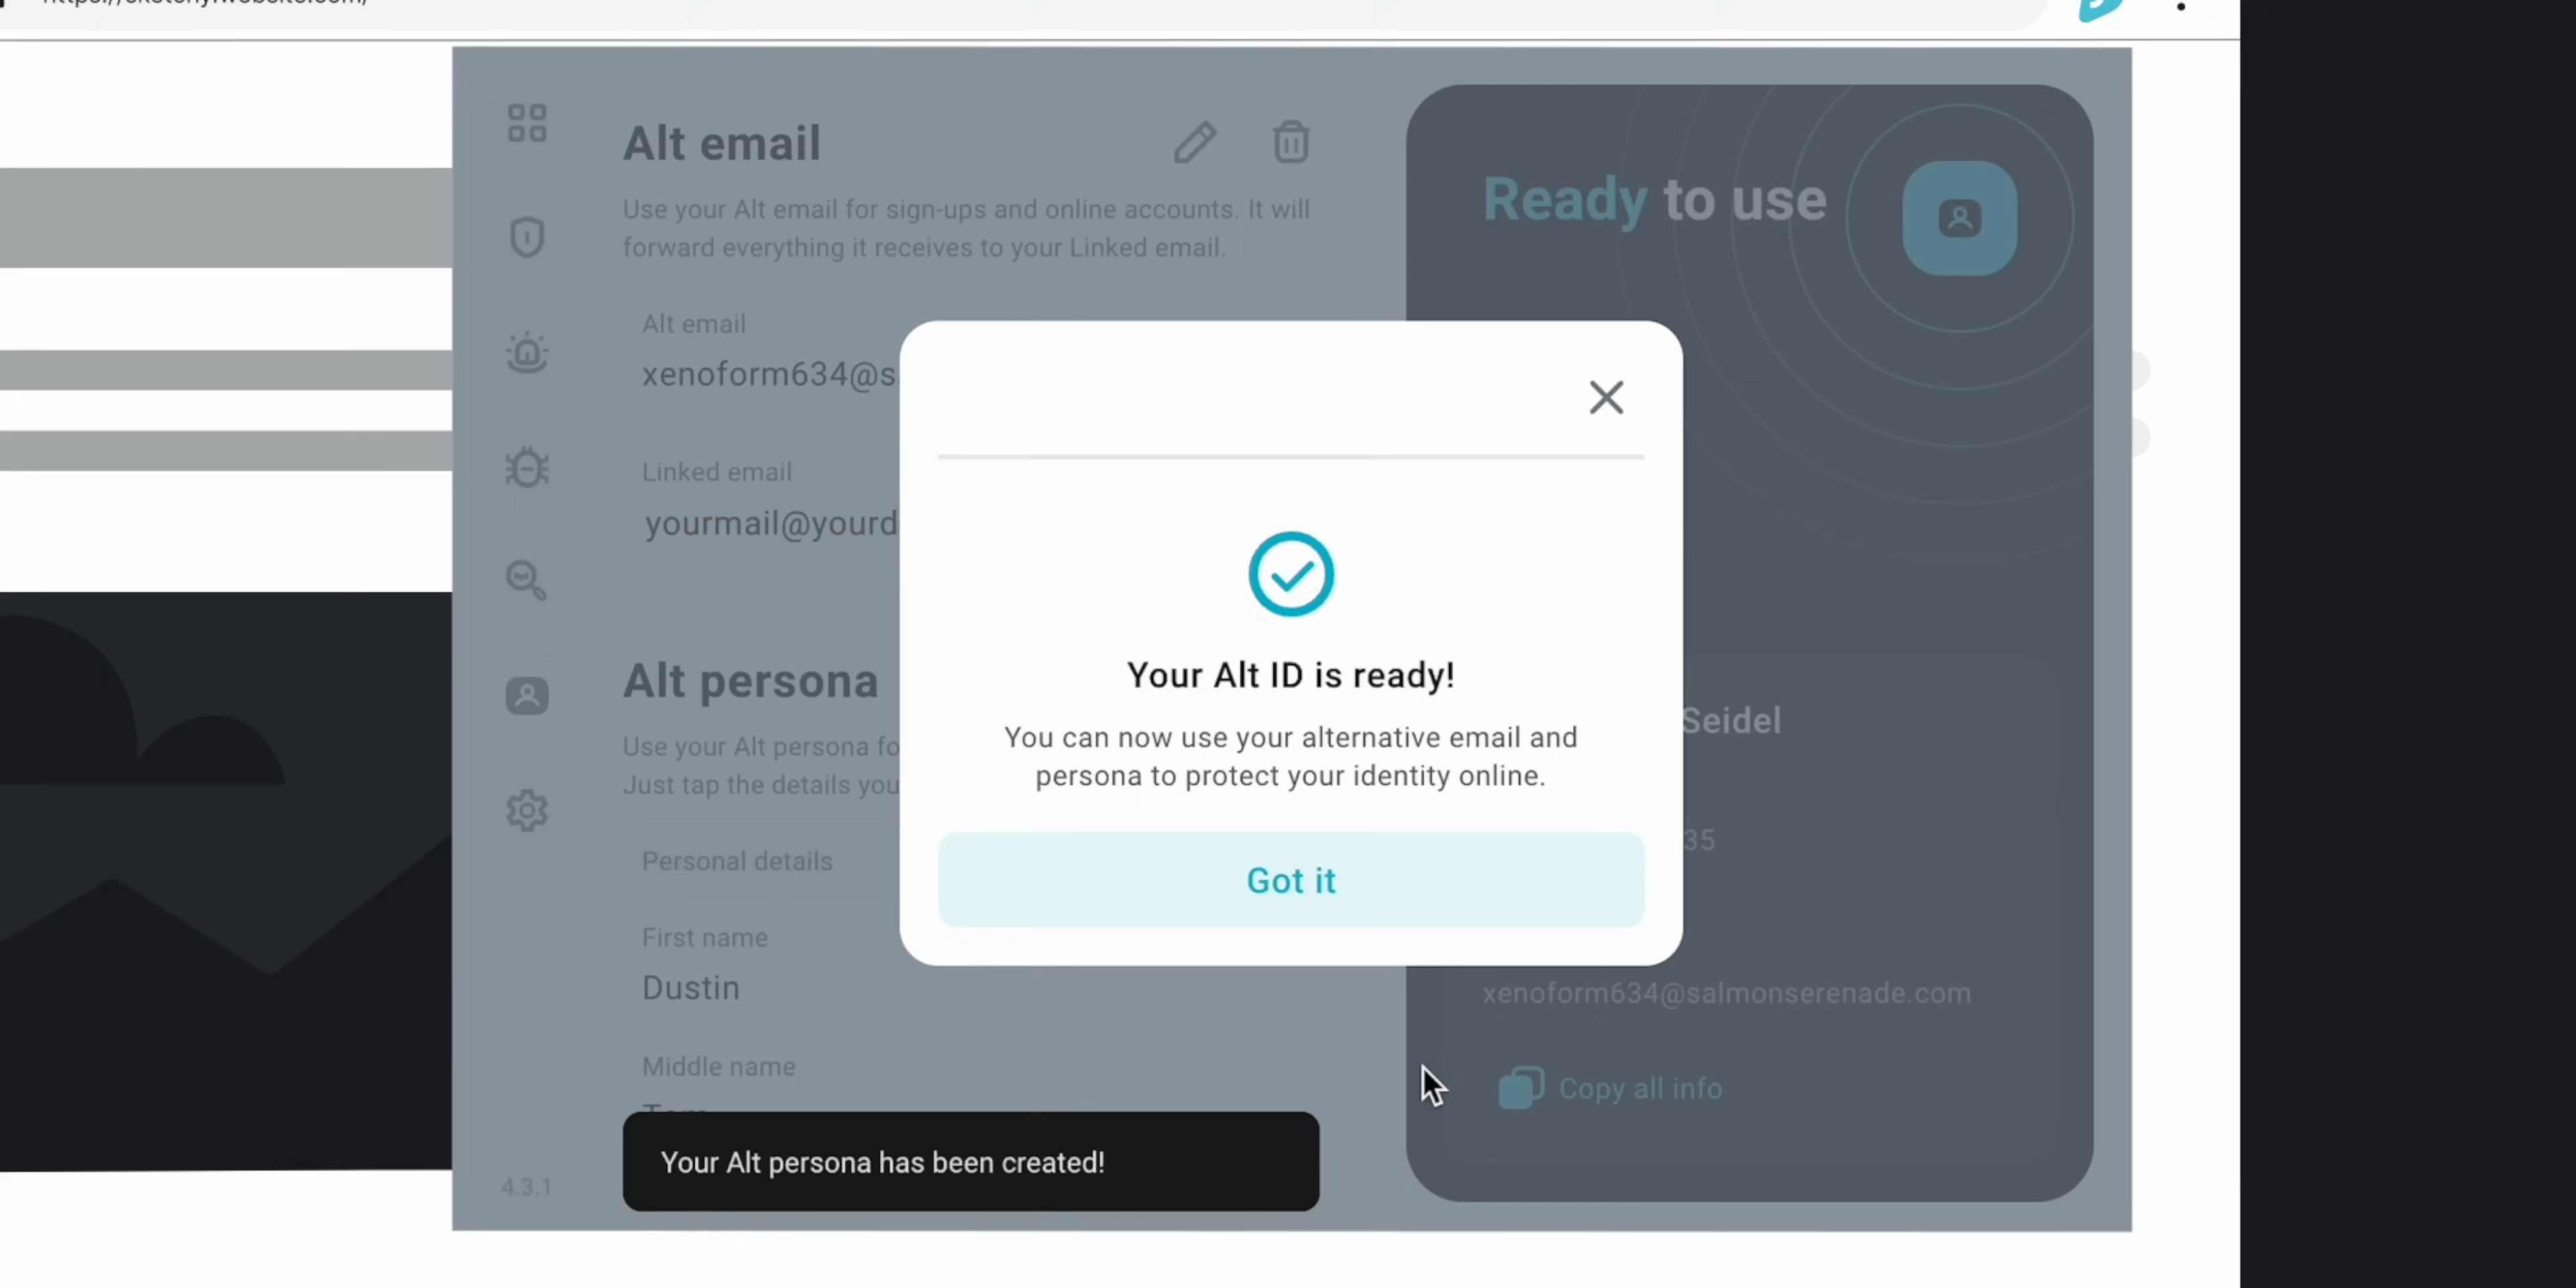 Alt email
Use your Alt email for sign-ups and online accounts. It will
forward everything it receives to your Linked email.
Alt email
xenoform634@s
Linked email
yourmail@yourd
Alt persona
Use your Alt persona fo
Just tap the details you
Personal details
First name
Dustin
Middle name
4.3.1
Your Alt persona has been created!
Ready to use
Seidel
35
xenoform634@salmonserenade.com
Copy all info
Your Alt ID is ready!
You can now use your alternative email and
persona to protect your identity online.
Got it